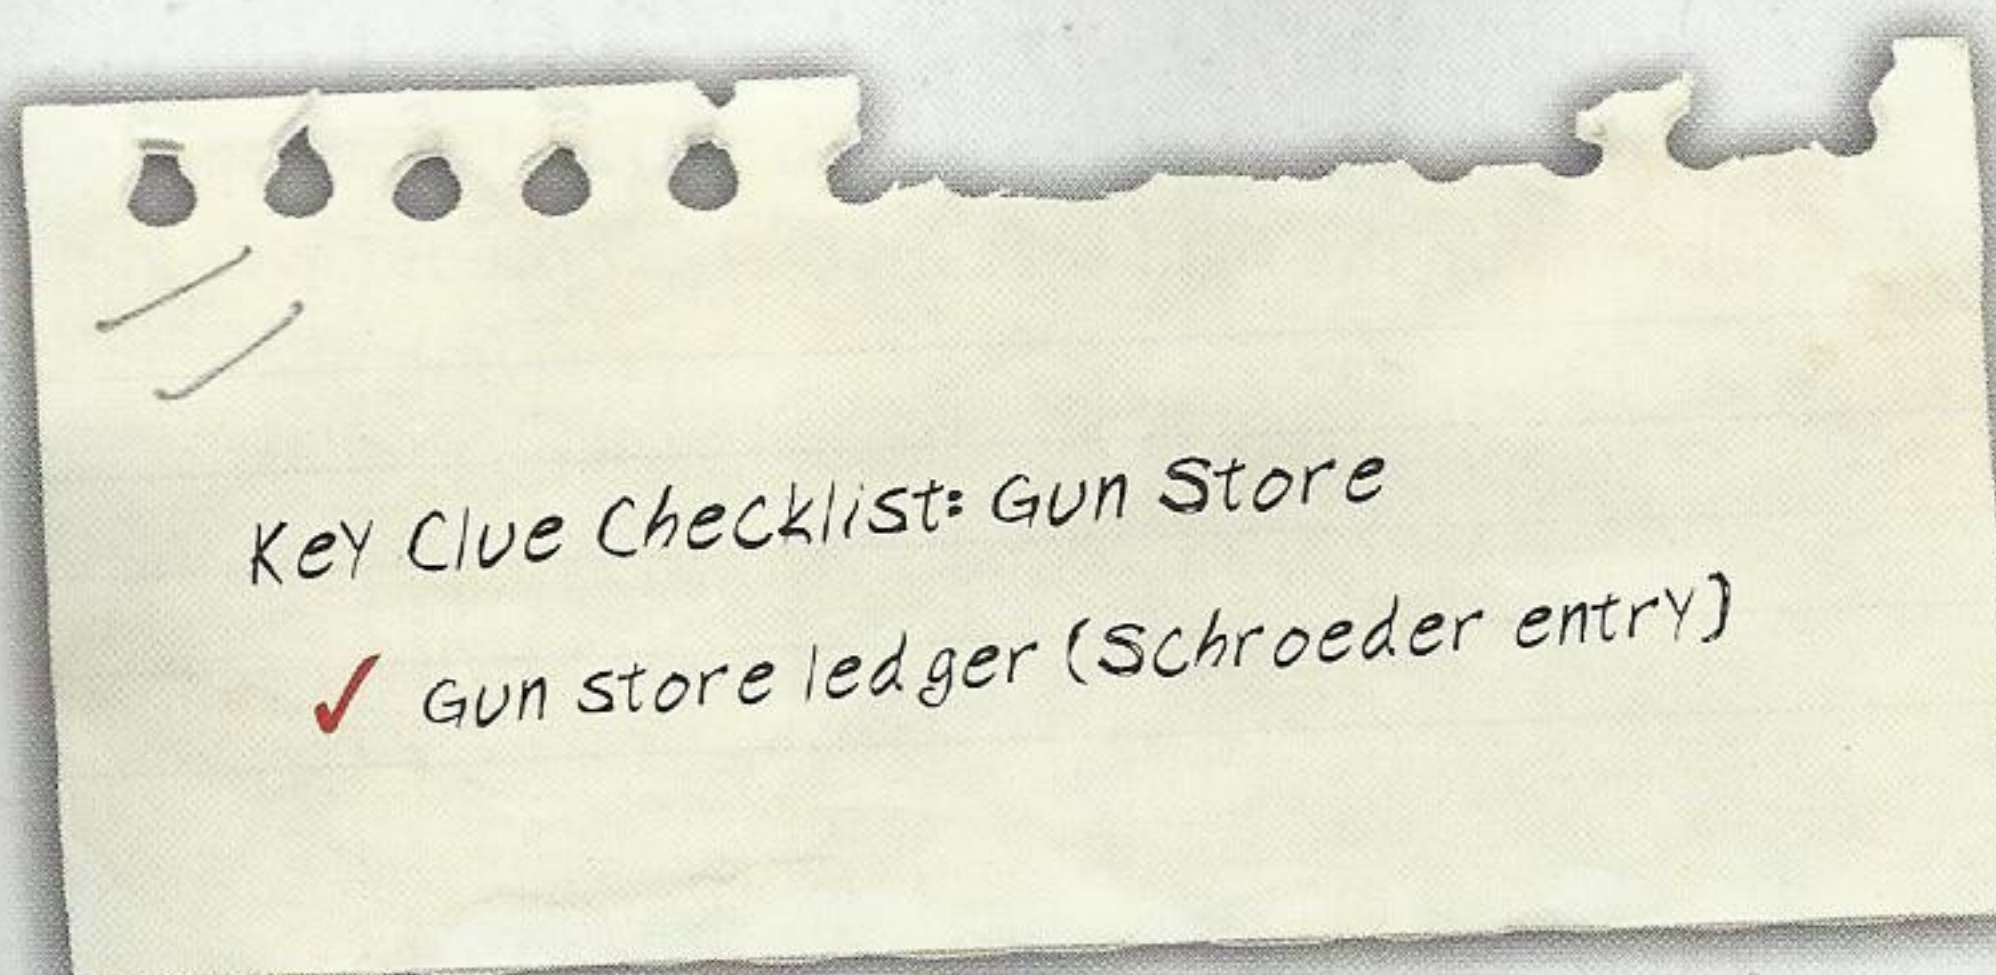 Key Clue Checklist: Gun Store
✓ Gun store ledger (Schroeder entry)